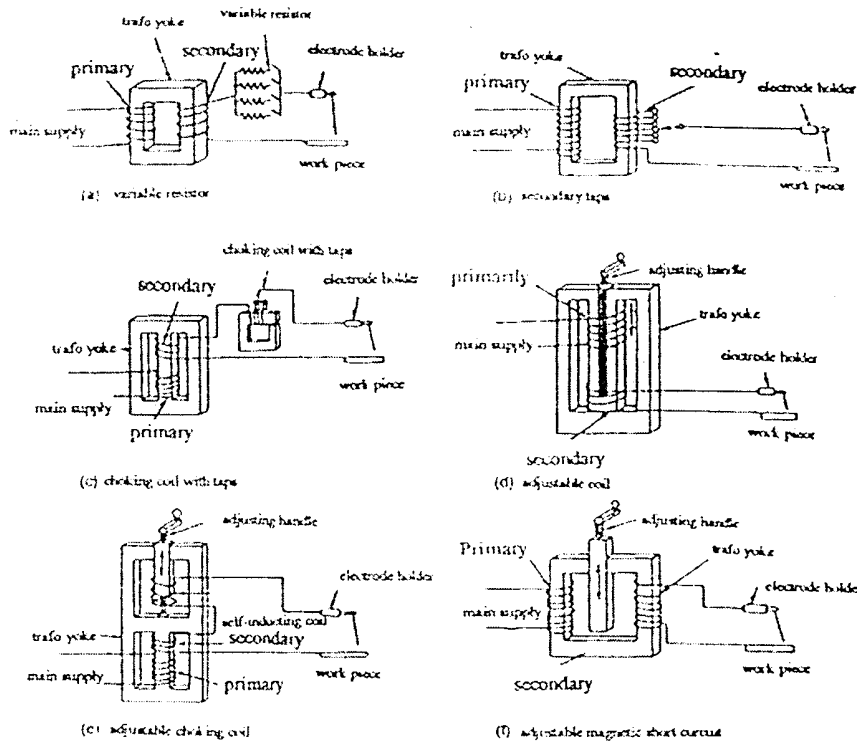 variable resistor
trafo yoke
secondary
electrode holder
primary
main supply
work piece
(a) variable resistor
trafo yoke
primary
secondary
electrode holder
main supply
work piece
(b) secondary taps
choking coil with taps
secondary
electrode holder
trafo yoke
work piece
main supply
primary
(c) choking coil with taps
primarily
adjusting handle
trafo yoke
main supply
electrode holder
work piece
secondary
(d) adjustable coil
adjusting handle
electrode holder
self-inducting coil
trafo yoke
secondary
work piece
main supply
primary
(e) adjustable choking coil
adjusting handle
Primary
trafo yoke
electrode holder
main supply
work piece
secondary
(f) adjustable magnetic short curcuit